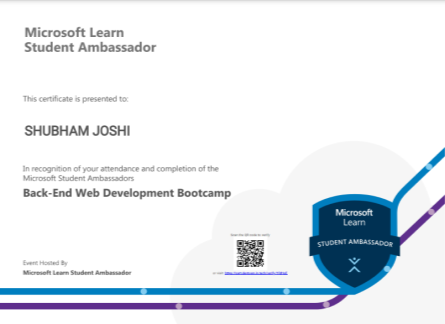 Microsoft Learn
Student Ambassador
This certificate is presented to:
SHUBHAM JOSHI
In recognition of your attendance and completion of the
Microsoft Student Ambassadors
Back-End Web Development Bootcamp
Microsoft
Learn
STUDENT AMBASSADOR
Event Hosted By
Microsoft Learn Student Ambassador